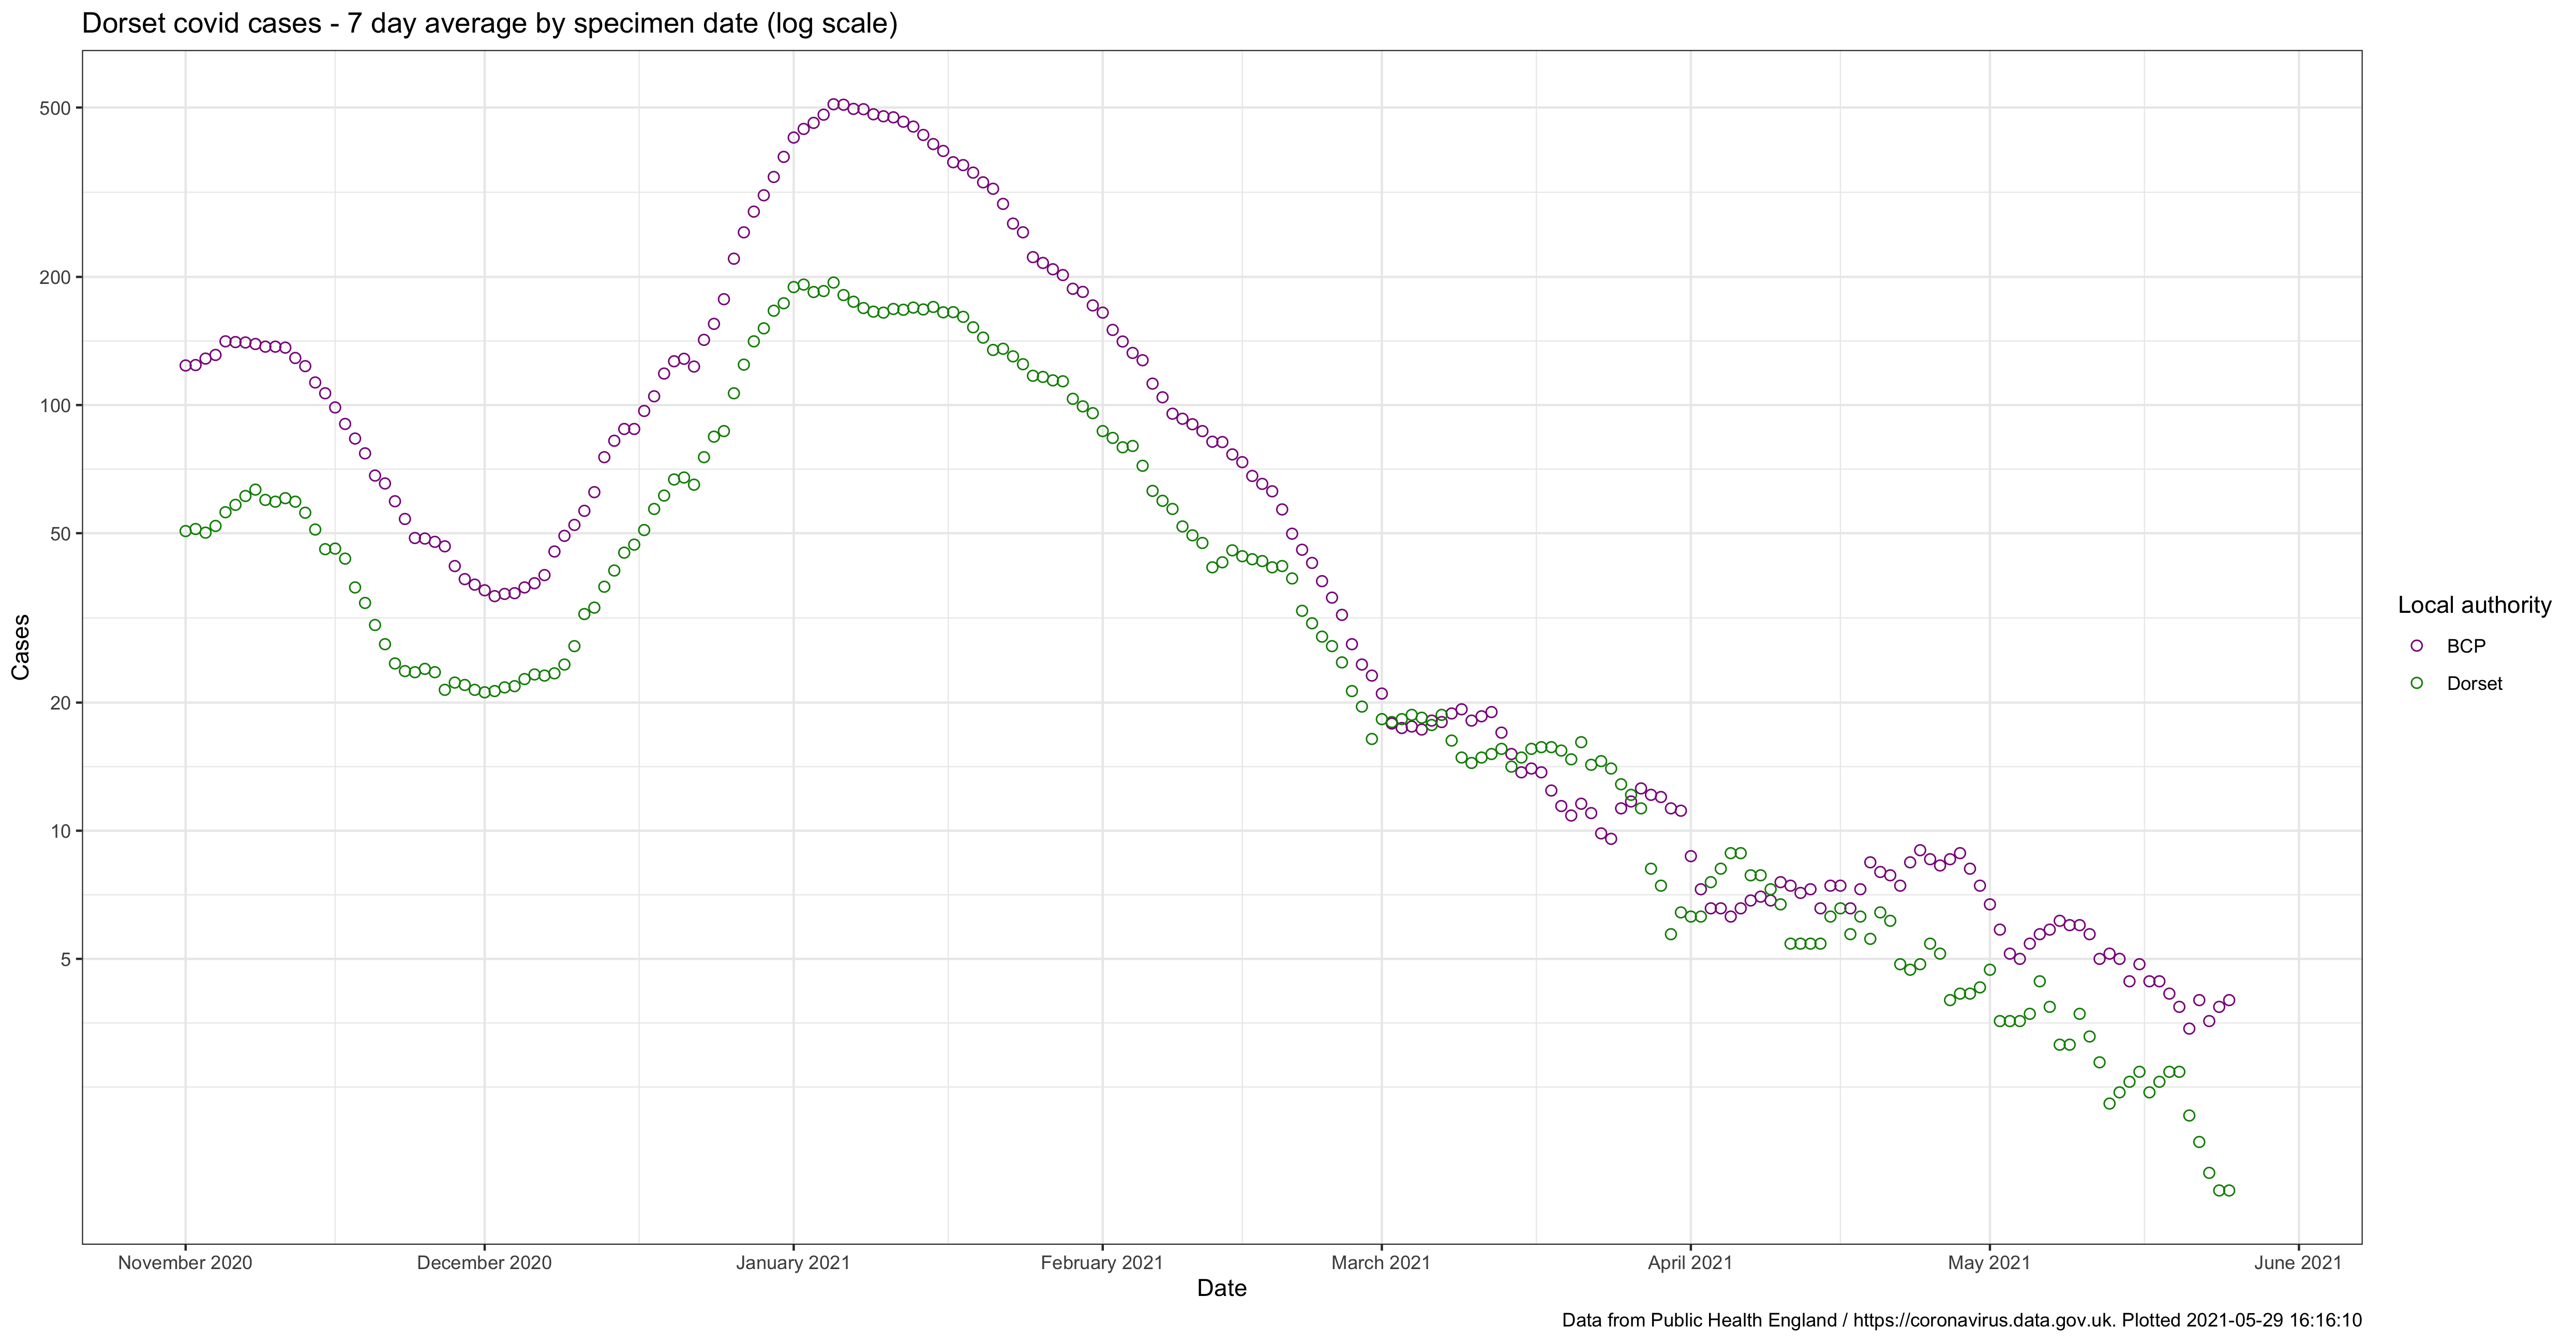 Dorset covid cases - 7 day average by specimen date (log scale)
500
200
100
50
20
10
5
Cases
November 2020
December 2020
January 2021
February 2021
March 2021
April 2021
May 2021
June 2021
Date
Local authority
BCP
Dorset
Data from Public Health England / https://coronavirus.data.gov.uk. Plotted 2021-05-29 16:16:10